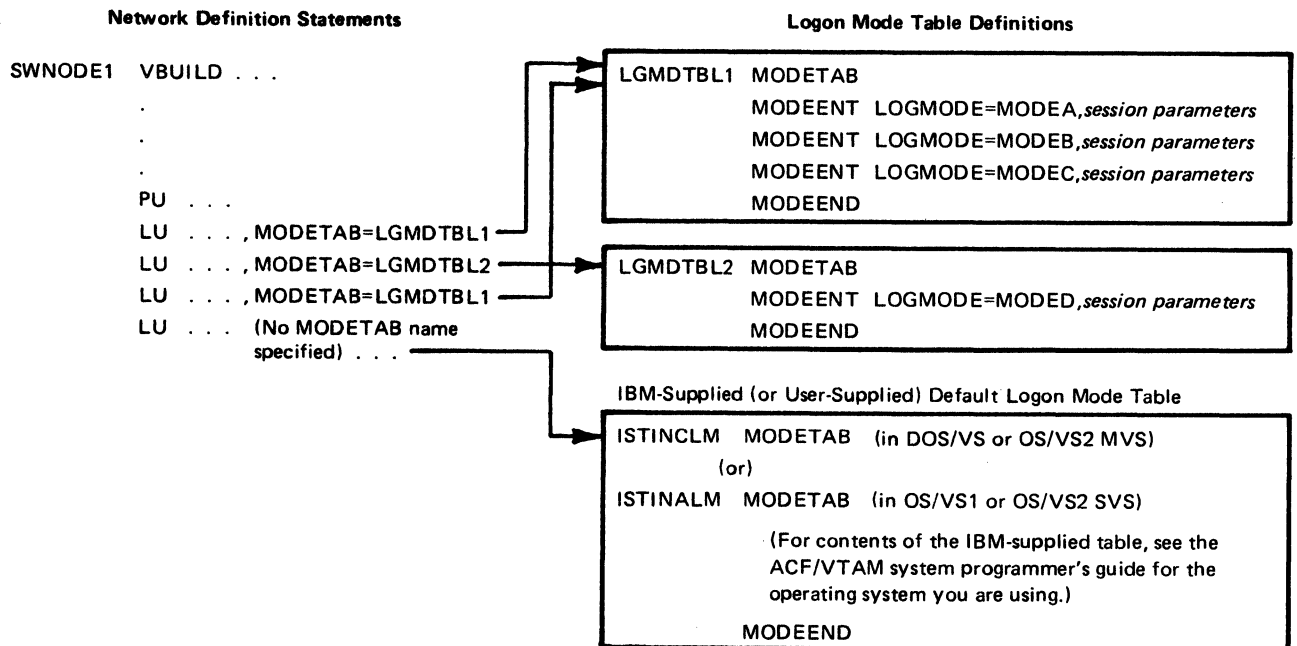 Network Definition Statements
SWNODE1 VBUILD . . .
.
.
.
PU . . .
LU . . . , MODETAB=LGMDTBL1
LU . . . , MODETAB=LGMDTBL2
LU . . . , MODETAB=LGMDTBL1
LU . . . (No MODETAB name
specified) . . .
Logon Mode Table Definitions
LGMDTBL1 MODETAB
MODEENT LOGMODE=MODEA,session parameters
MODEENT LOGMODE=MODEB,session parameters
MODEENT LOGMODE=MODEC,session parameters
MODEEND
LGMDTBL2 MODETAB
MODEENT LOGMODE=MODED,session parameters
MODEEND
IBM-Supplied (or User-Supplied) Default Logon Mode Table
ISTINCLM MODETAB (in DOS/VS or OS/VS2 MVS)
(or)
ISTINALM MODETAB (in OS/VS1 or OS/VS2 SVS)
(For contents of the IBM-supplied table, see the
ACF/VTAM system programmer's guide for the
operating system you are using.)
MODEEND